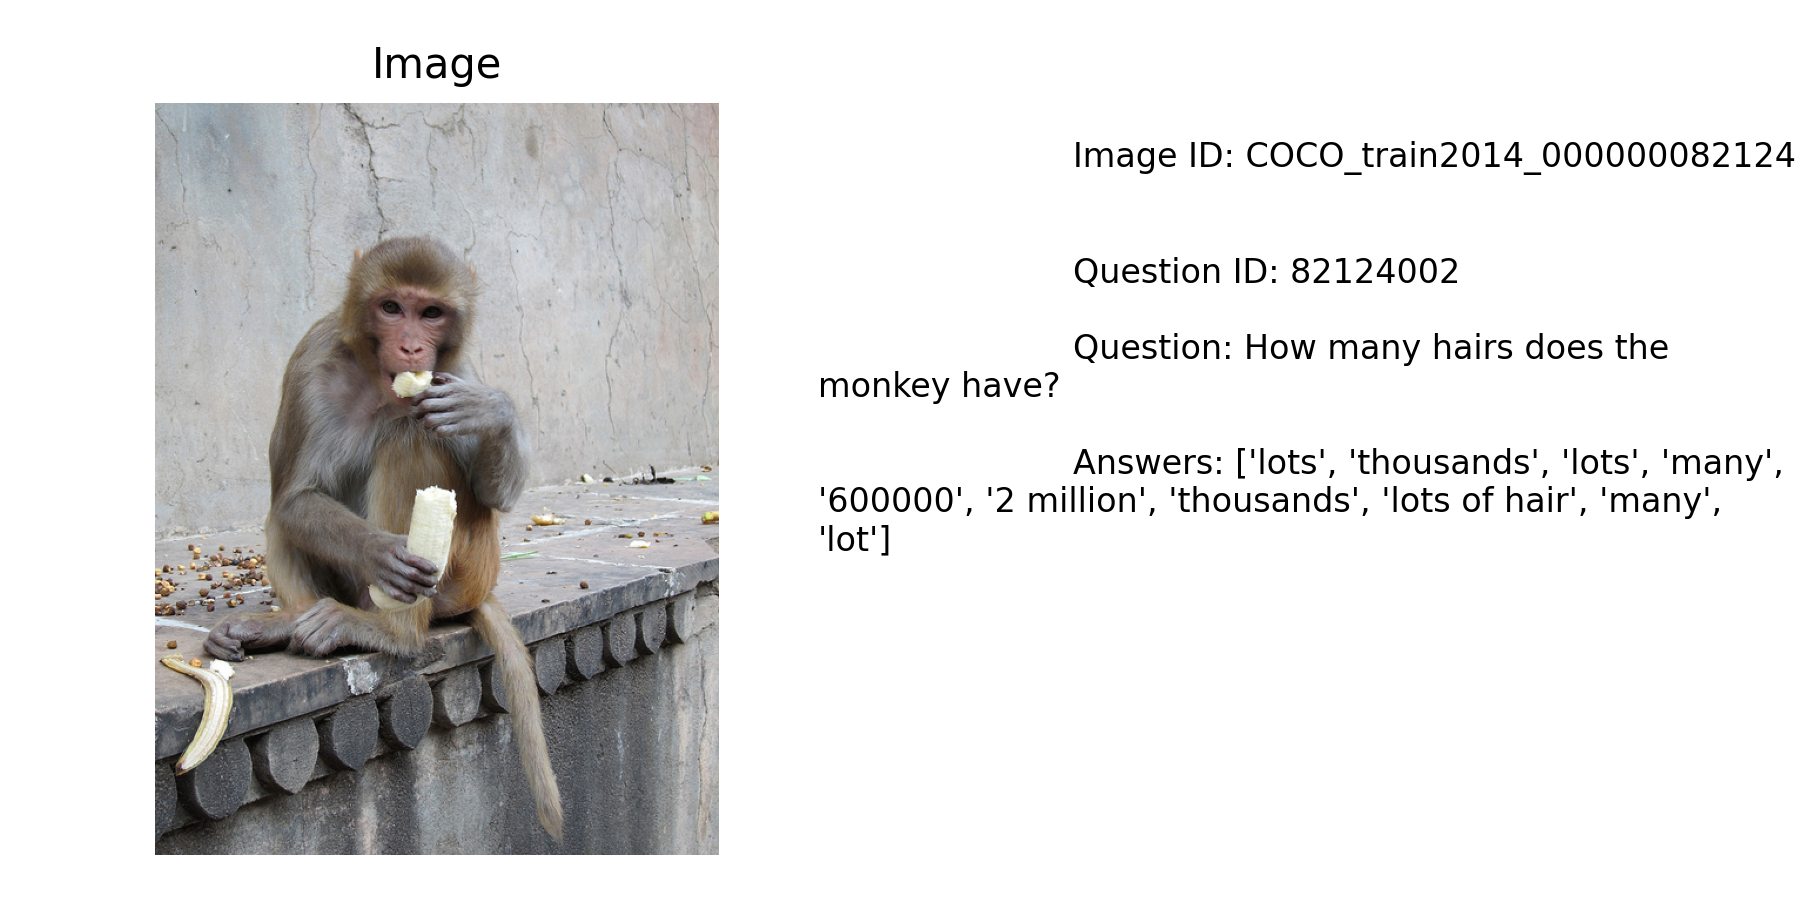 Image
Image ID: COCO_train2014_000000082124
Question ID: 82124002
Question: How many hairs does the
monkey have?
Answers: ['lots', 'thousands', 'lots', 'many',
'600000', '2 million', 'thousands', 'lots of hair', 'many',
'lot']